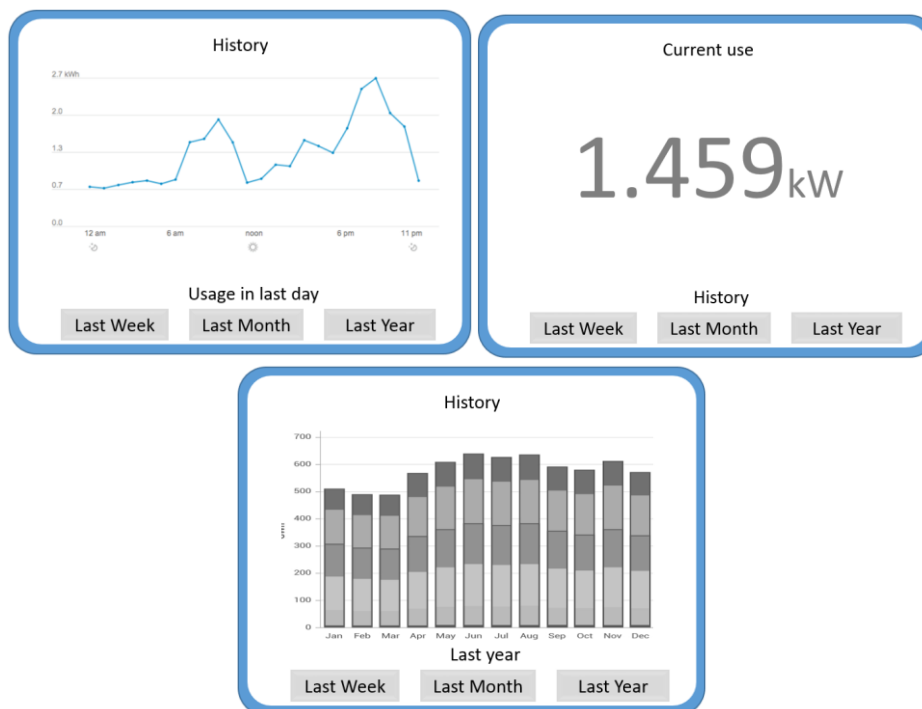 History
2.7 kWh
2.0
1.3
0.7
0.0
12 am 6 am noon 6 pm 11 pm
Usage in last day
Last Week Last Month Last Year
Current use
1.459kW
History
Last Week Last Month Last Year
History
700
600
500
400
300
200
100
0
Jan Feb Mar Apr May Jun Jul Aug Sep Oct Nov Dec
Last year
Last Week Last Month Last Year